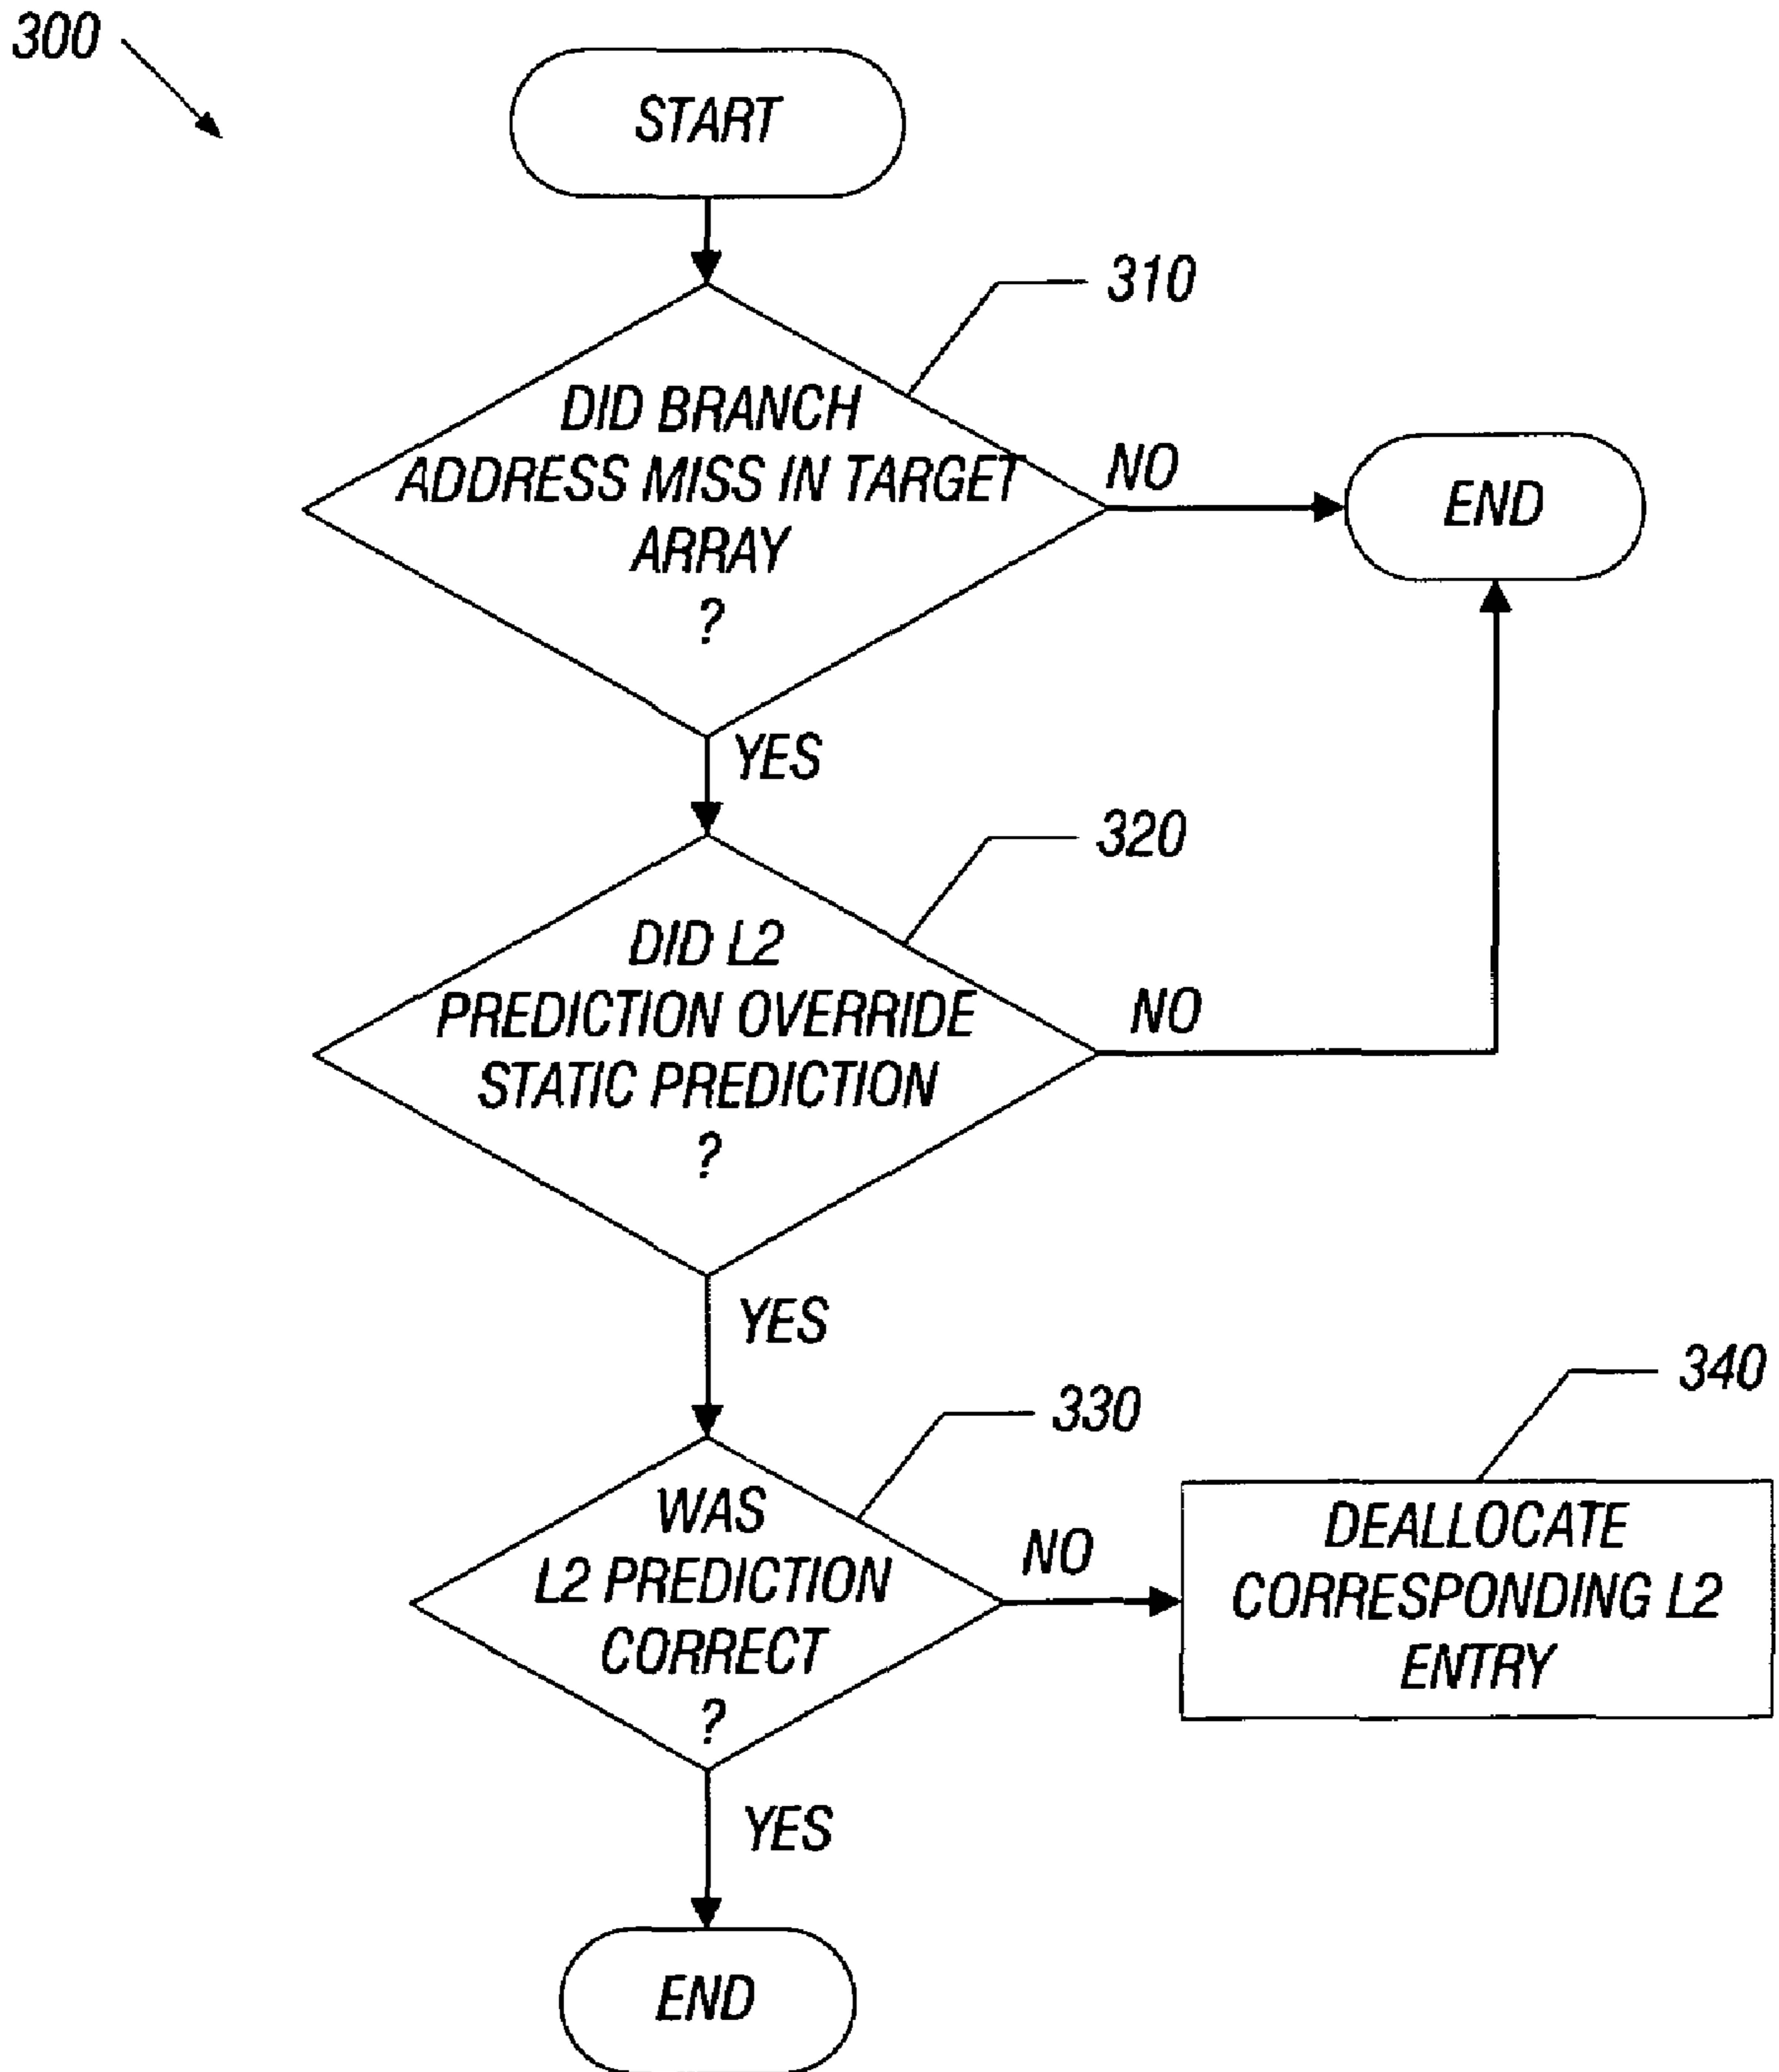 300
START
310
DID BRANCH
ADDRESS MISS IN TARGET
ARRAY
?
NO
END
YES
320
DID L2
PREDICTION OVERRIDE
STATIC PREDICTION
?
NO
YES
330
340
WAS
L2 PREDICTION
CORRECT
?
NO
DEALLOCATE
CORRESPONDING L2
ENTRY
YES
END